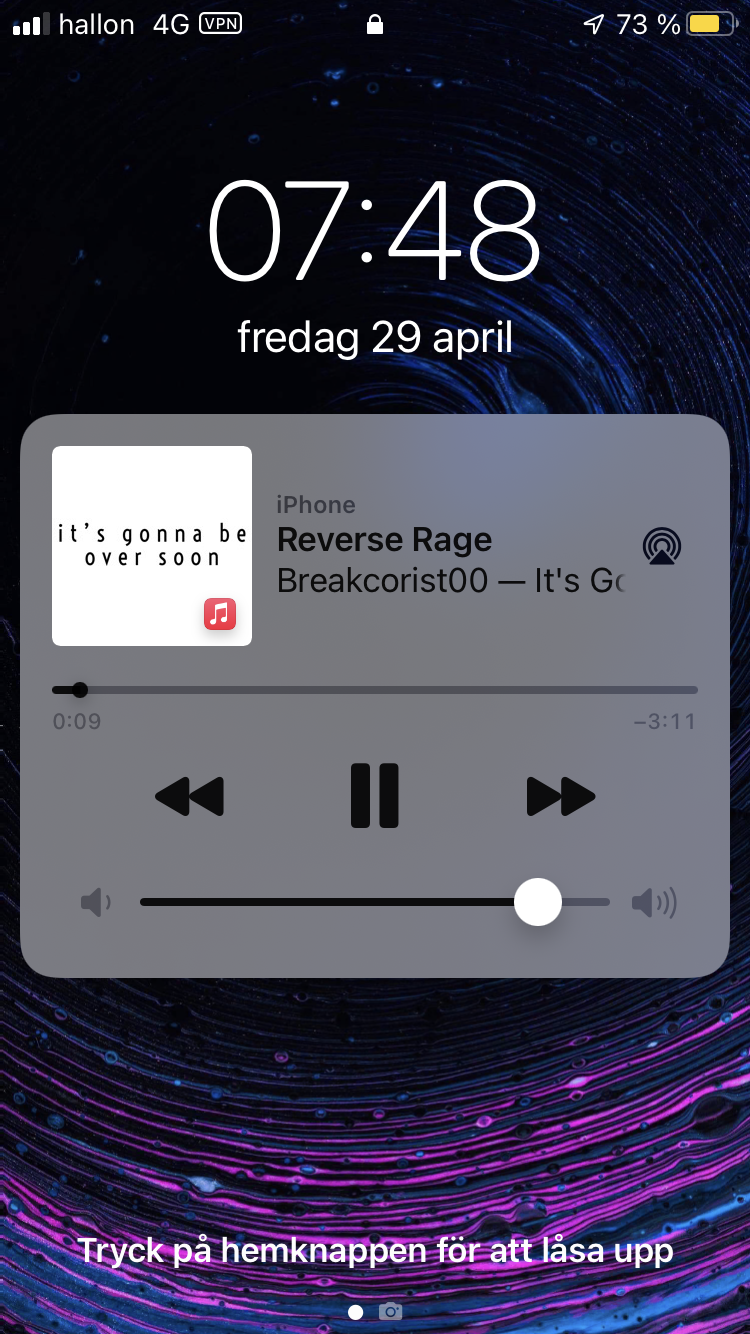 hallon 4G VPN 73 %
07:48
fredag 29 april
it's gonna be
over soon
iPhone
Reverse Rage
Breakcorist00 — It's Go
0:09 −3:11
Tryck på hemknappen för att låsa upp